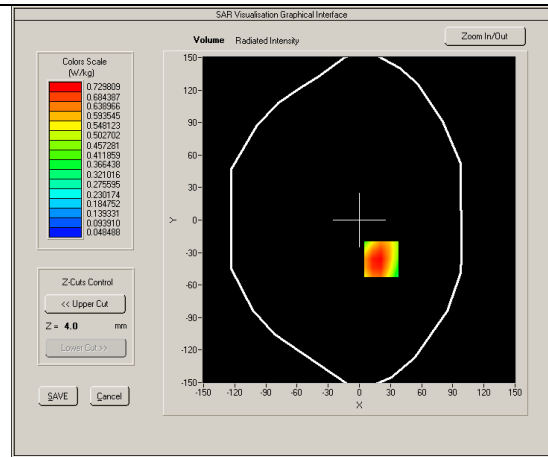 SAR Visualisation Graphical Interface
Volume Radiated Intensity
Zoom In/Out
Colors Scale
(W/kg)
0.729809
0.684387
0.638966
0.593545
0.548123
0.502702
0.457281
0.411859
0.366438
0.321016
0.275595
0.230174
0.184752
0.139331
0.093910
0.048488
Z-Cuts Control
<< Upper Cut
Z = 4.0 mm
Lower Cut >>
SAVE Cancel
150
120
90
60
30
0
-30
-60
-90
-120
-150
Y
-150 -120 -90 -60 -30 0 30 60 90 120 150
X